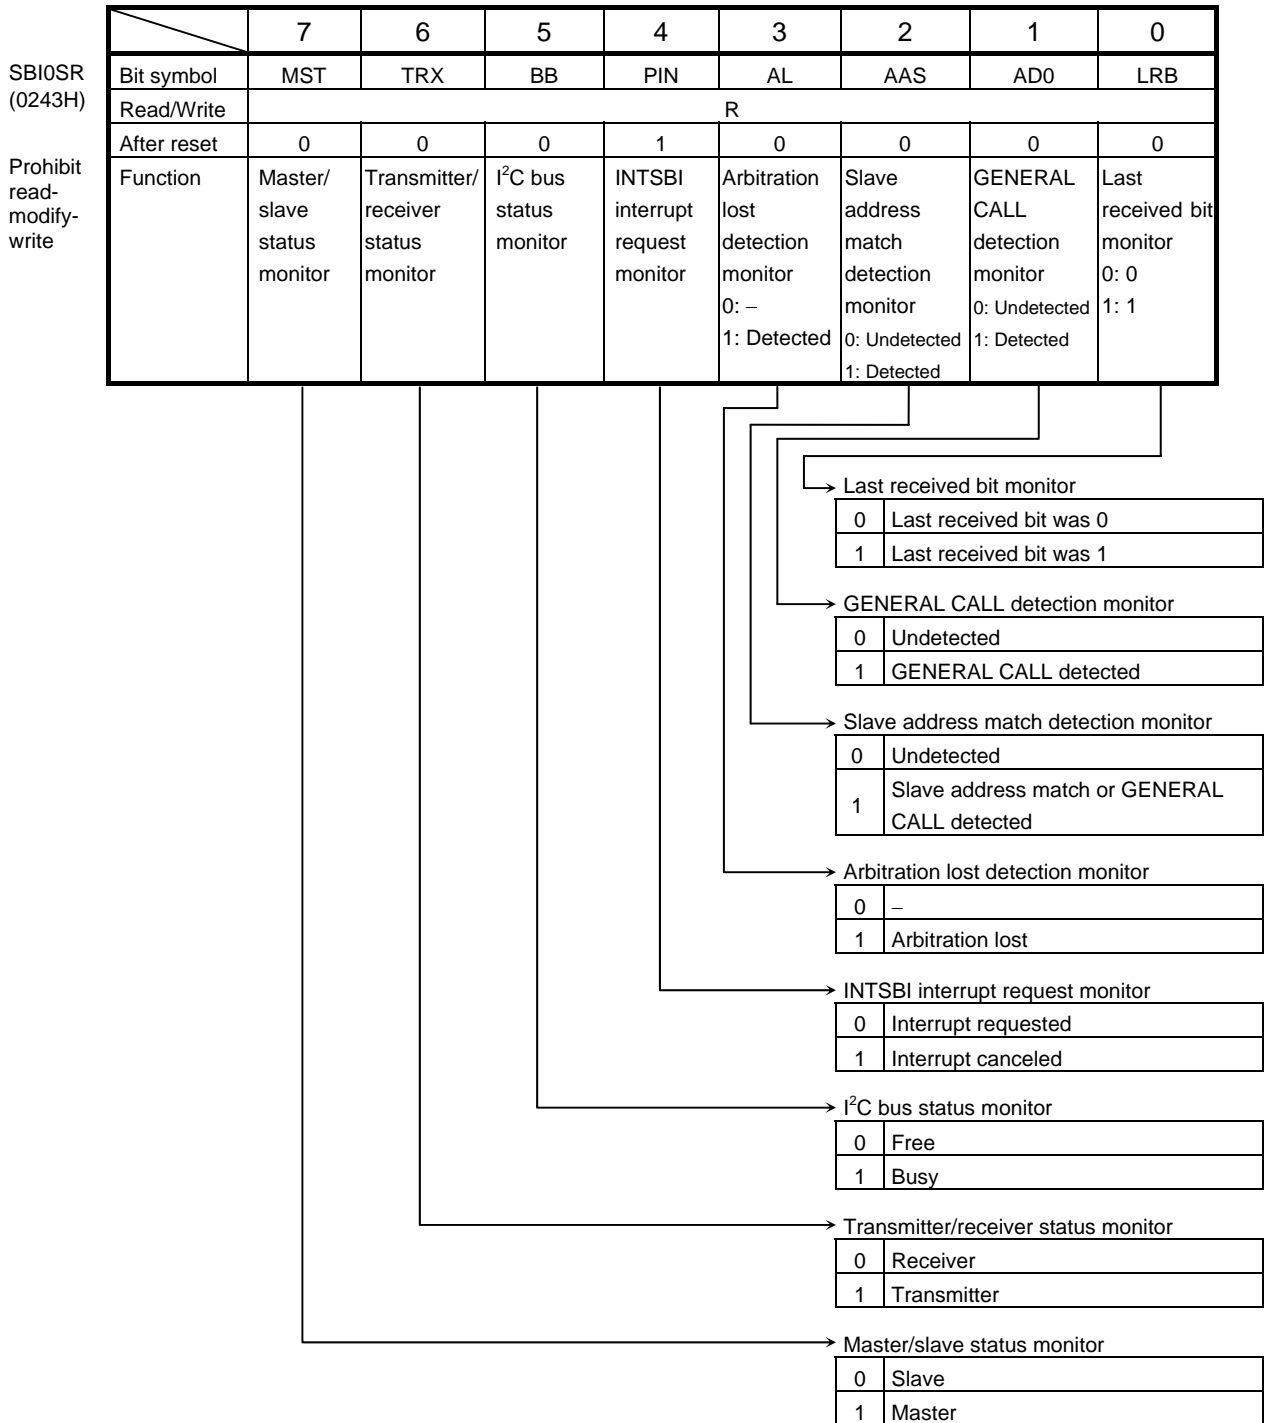 7 6 5 4 3 2 1 0
SBI0SR
(0243H)
Prohibit
read-
modify-
write
Bit symbol MST TRX BB PIN AL AAS AD0 LRB
Read/Write R
After reset 0 0 0 1 0 0 0 0
Function
Master/
slave
status
monitor
Transmitter/
receiver
status
monitor
I²C bus
status
monitor
INTSBI
interrupt
request
monitor
Arbitration
lost
detection
monitor
0: −
1: Detected
Slave
address
match
detection
monitor
0: Undetected
1: Detected
GENERAL
CALL
detection
monitor
0: Undetected
1: Detected
Last
received bit
monitor
0: 0
1: 1
Last received bit monitor
0 Last received bit was 0
1 Last received bit was 1
GENERAL CALL detection monitor
0 Undetected
1 GENERAL CALL detected
Slave address match detection monitor
0 Undetected
1 Slave address match or GENERAL
CALL detected
Arbitration lost detection monitor
0 −
1 Arbitration lost
INTSBI interrupt request monitor
0 Interrupt requested
1 Interrupt canceled
I²C bus status monitor
0 Free
1 Busy
Transmitter/receiver status monitor
0 Receiver
1 Transmitter
Master/slave status monitor
0 Slave
1 Master